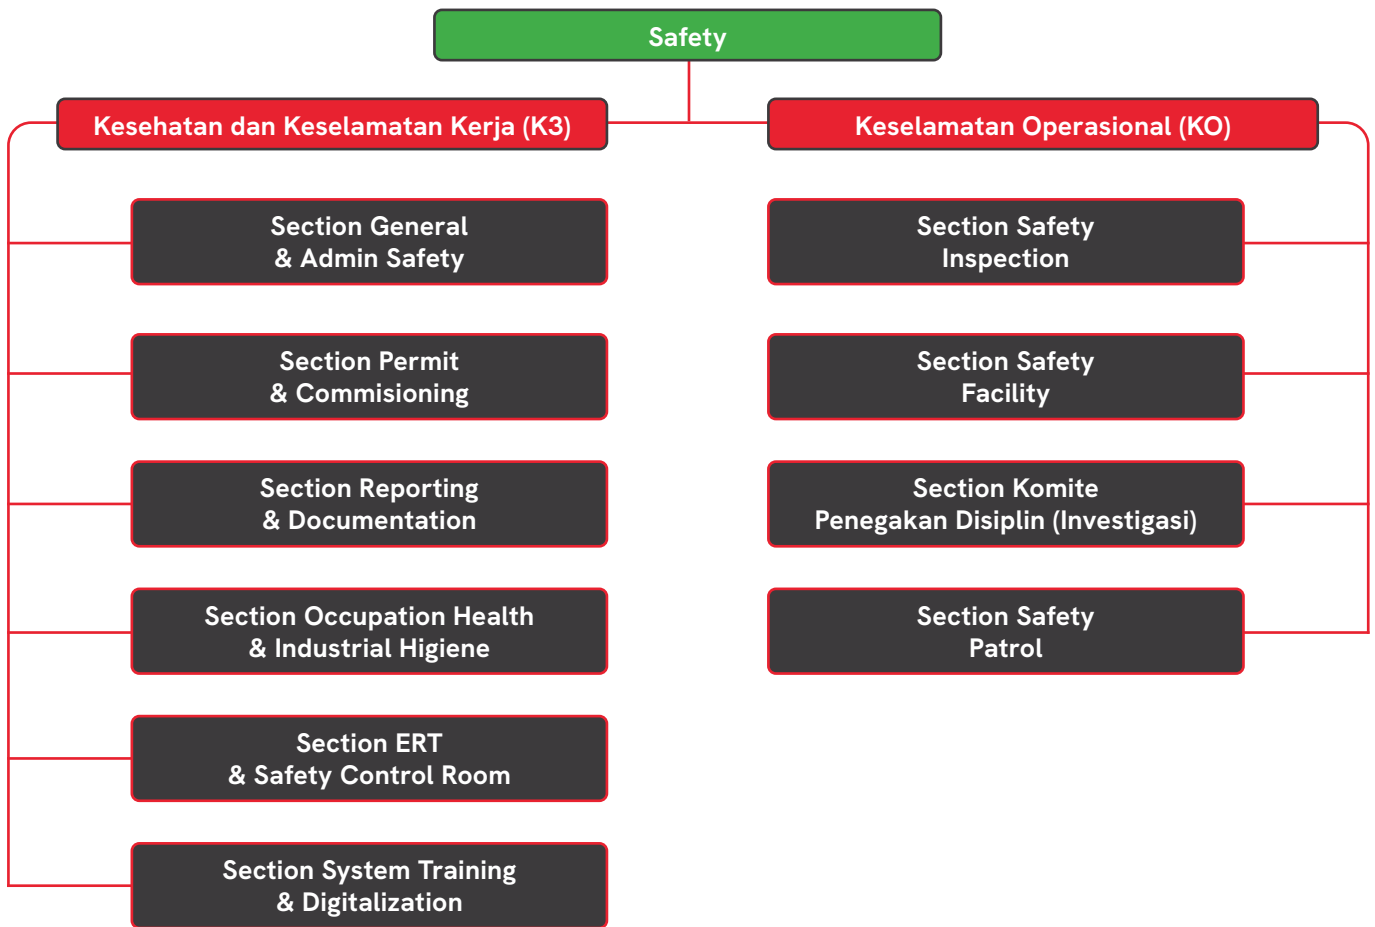 Safety
Kesehatan dan Keselamatan Kerja (K3)
Section General
& Admin Safety
Section Permit
& Commisioning
Section Reporting
& Documentation
Section Occupation Health
& Industrial Higiene
Section ERT
& Safety Control Room
Section System Training
& Digitalization
Keselamatan Operasional (KO)
Section Safety
Inspection
Section Safety
Facility
Section Komite
Penegakan Disiplin (Investigasi)
Section Safety
Patrol